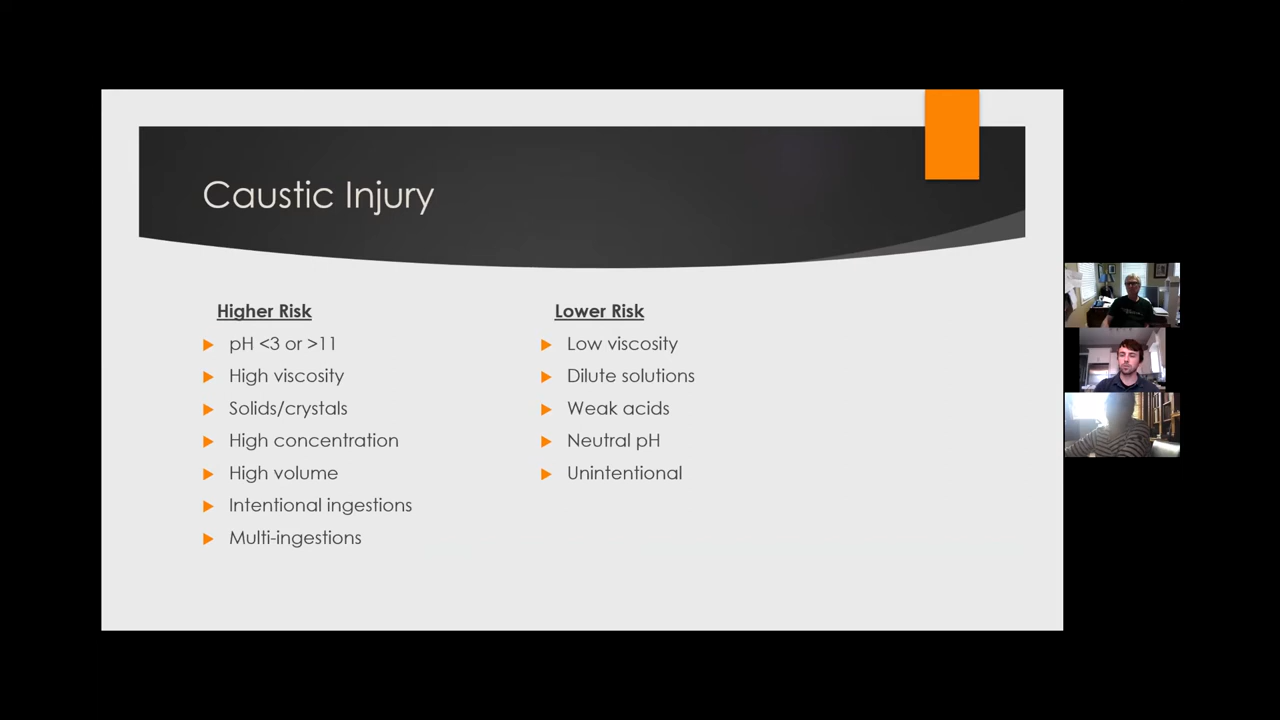 Caustic Injury
Higher Risk
pH <3 or >11
High viscosity
Solids/crystals
High concentration
High volume
Intentional ingestions
Multi-ingestions
Lower Risk
Low viscosity
Dilute solutions
Weak acids
Neutral pH
Unintentional